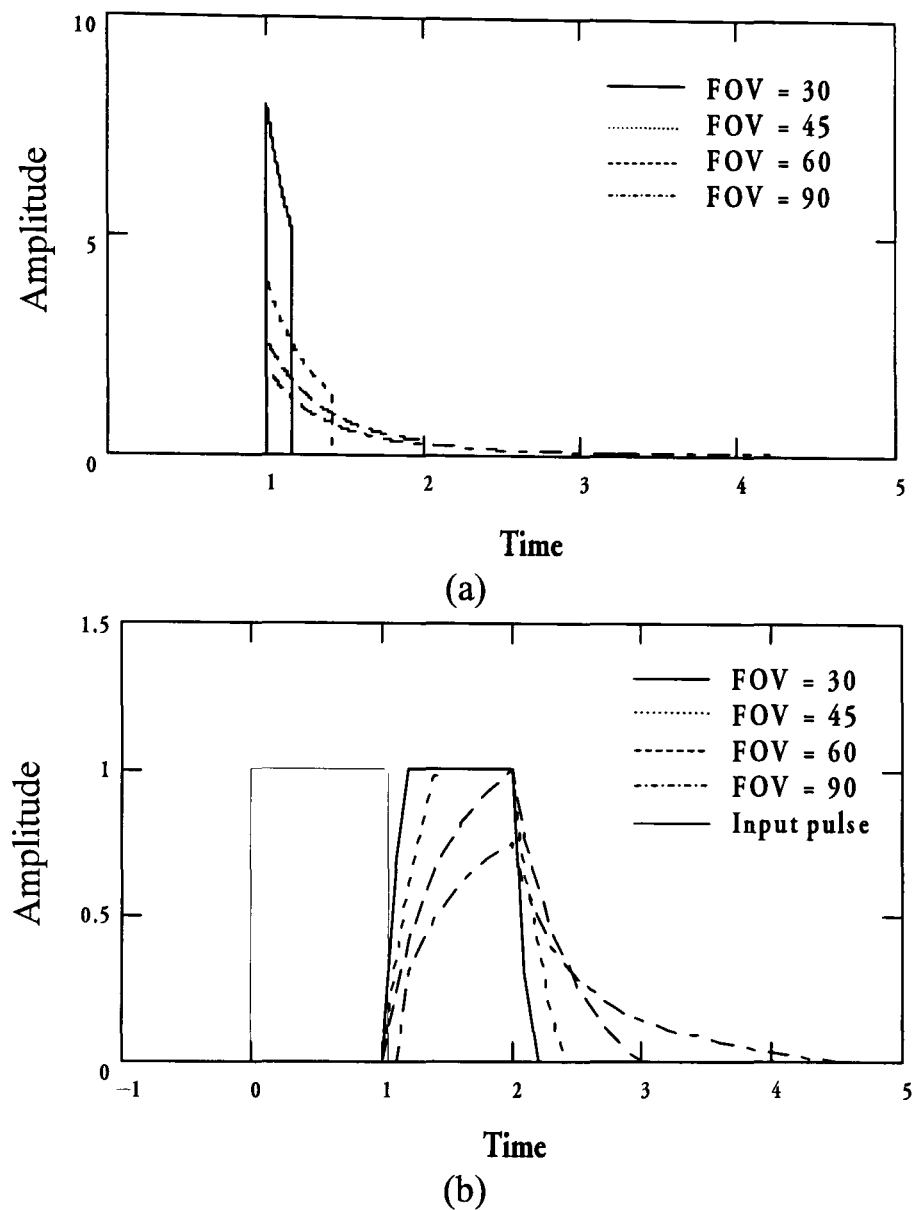 10
FOV = 30
FOV = 45
FOV = 60
FOV = 90
5
Amplitude
0
1
2
3
4
5
Time
(a)
1.5
FOV = 30
FOV = 45
FOV = 60
FOV = 90
Input pulse
1
0.5
Amplitude
0
−1
0
1
2
3
4
5
Time
(b)